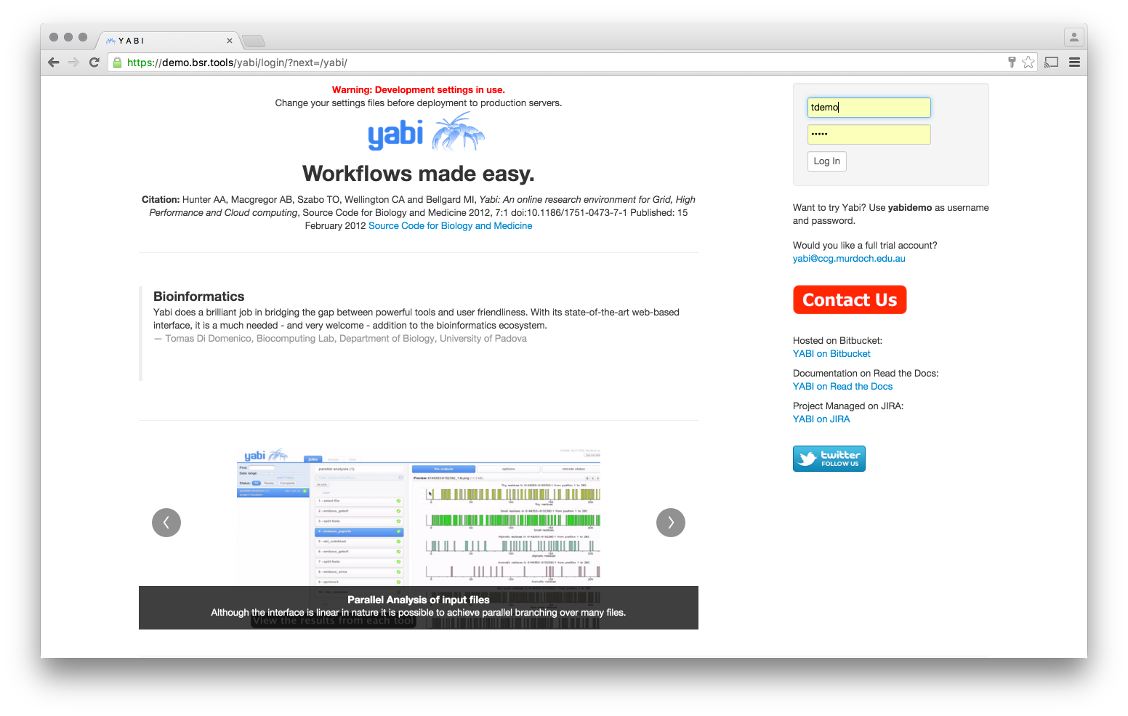 YABI
https://demo.bsr.tools/yabi/login/?next=/yabi/
Warning: Development settings in use.
Change your settings files before deployment to production servers.
yabi
Workflows made easy.
Citation: Hunter AA, Macgregor AB, Szabo TO, Wellington CA and Bellgard MI, Yabi: An online research environment for Grid, High
Performance and Cloud computing, Source Code for Biology and Medicine 2012, 7:1 doi:10.1186/1751-0473-7-1 Published: 15
February 2012 Source Code for Biology and Medicine
Bioinformatics
Yabi does a brilliant job in bridging the gap between powerful tools and user friendliness. With its state-of-the-art web-based
interface, it is a much needed - and very welcome - addition to the bioinformatics ecosystem.
— Tomas Di Domenico, Biocomputing Lab, Department of Biology, University of Padova
yabi
Parallel Analysis of input files
Although the interface is linear in nature it is possible to achieve parallel branching over many files.
View the results from each tool
tdemo
•••••
Log In
Want to try Yabi? Use yabidemo as username
and password.
Would you like a full trial account?
yabi@ccg.murdoch.edu.au
Contact Us
Hosted on Bitbucket:
YABI on Bitbucket
Documentation on Read the Docs:
YABI on Read the Docs
Project Managed on JIRA:
YABI on JIRA
twitter
FOLLOW US